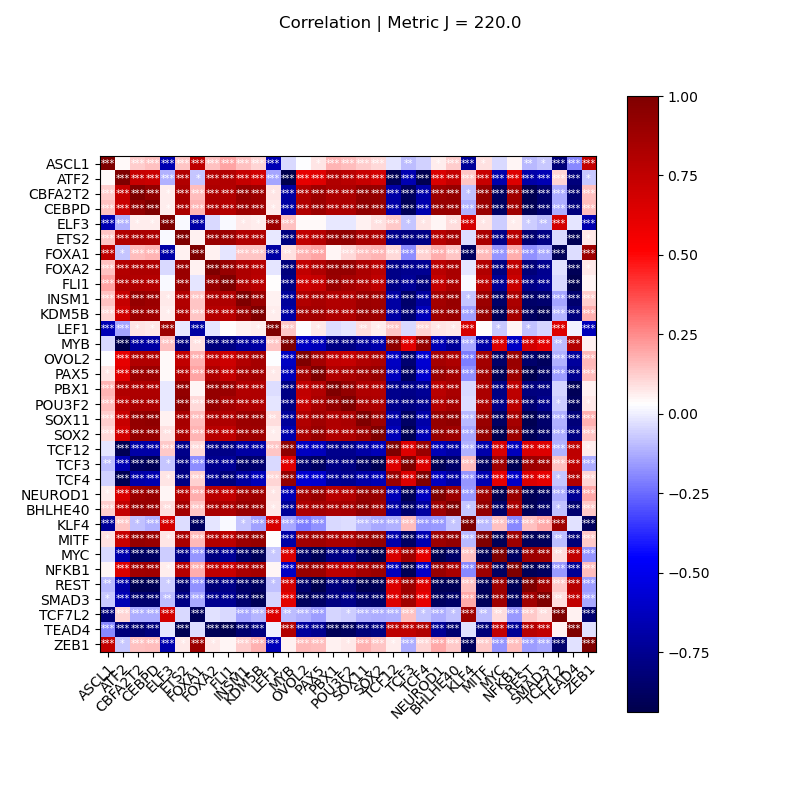 Correlation | Metric J = 220.0
ASCL1
ATF2
CBFA2T2
CEBPD
ELF3
ETS2
FOXA1
FOXA2
FLI1
INSM1
KDM5B
LEF1
MYB
OVOL2
PAX5
PBX1
POU3F2
SOX11
SOX2
TCF12
TCF3
TCF4
NEUROD1
BHLHE40
KLF4
MITF
MYC
NFKB1
REST
SMAD3
TCF7L2
TEAD4
ZEB1
ASCL1
ATF2
CBFA2T2
CEBPD
ELF3
ETS2
FOXA1
FOXA2
FLI1
INSM1
KDM5B
LEF1
MYB
OVOL2
PAX5
PBX1
POU3F2
SOX11
SOX2
TCF12
TCF3
TCF4
NEUROD1
BHLHE40
KLF4
MITF
MYC
NFKB1
REST
SMAD3
TCF7L2
TEAD4
ZEB1
1.00
0.75
0.50
0.25
0.00
−0.25
−0.50
−0.75